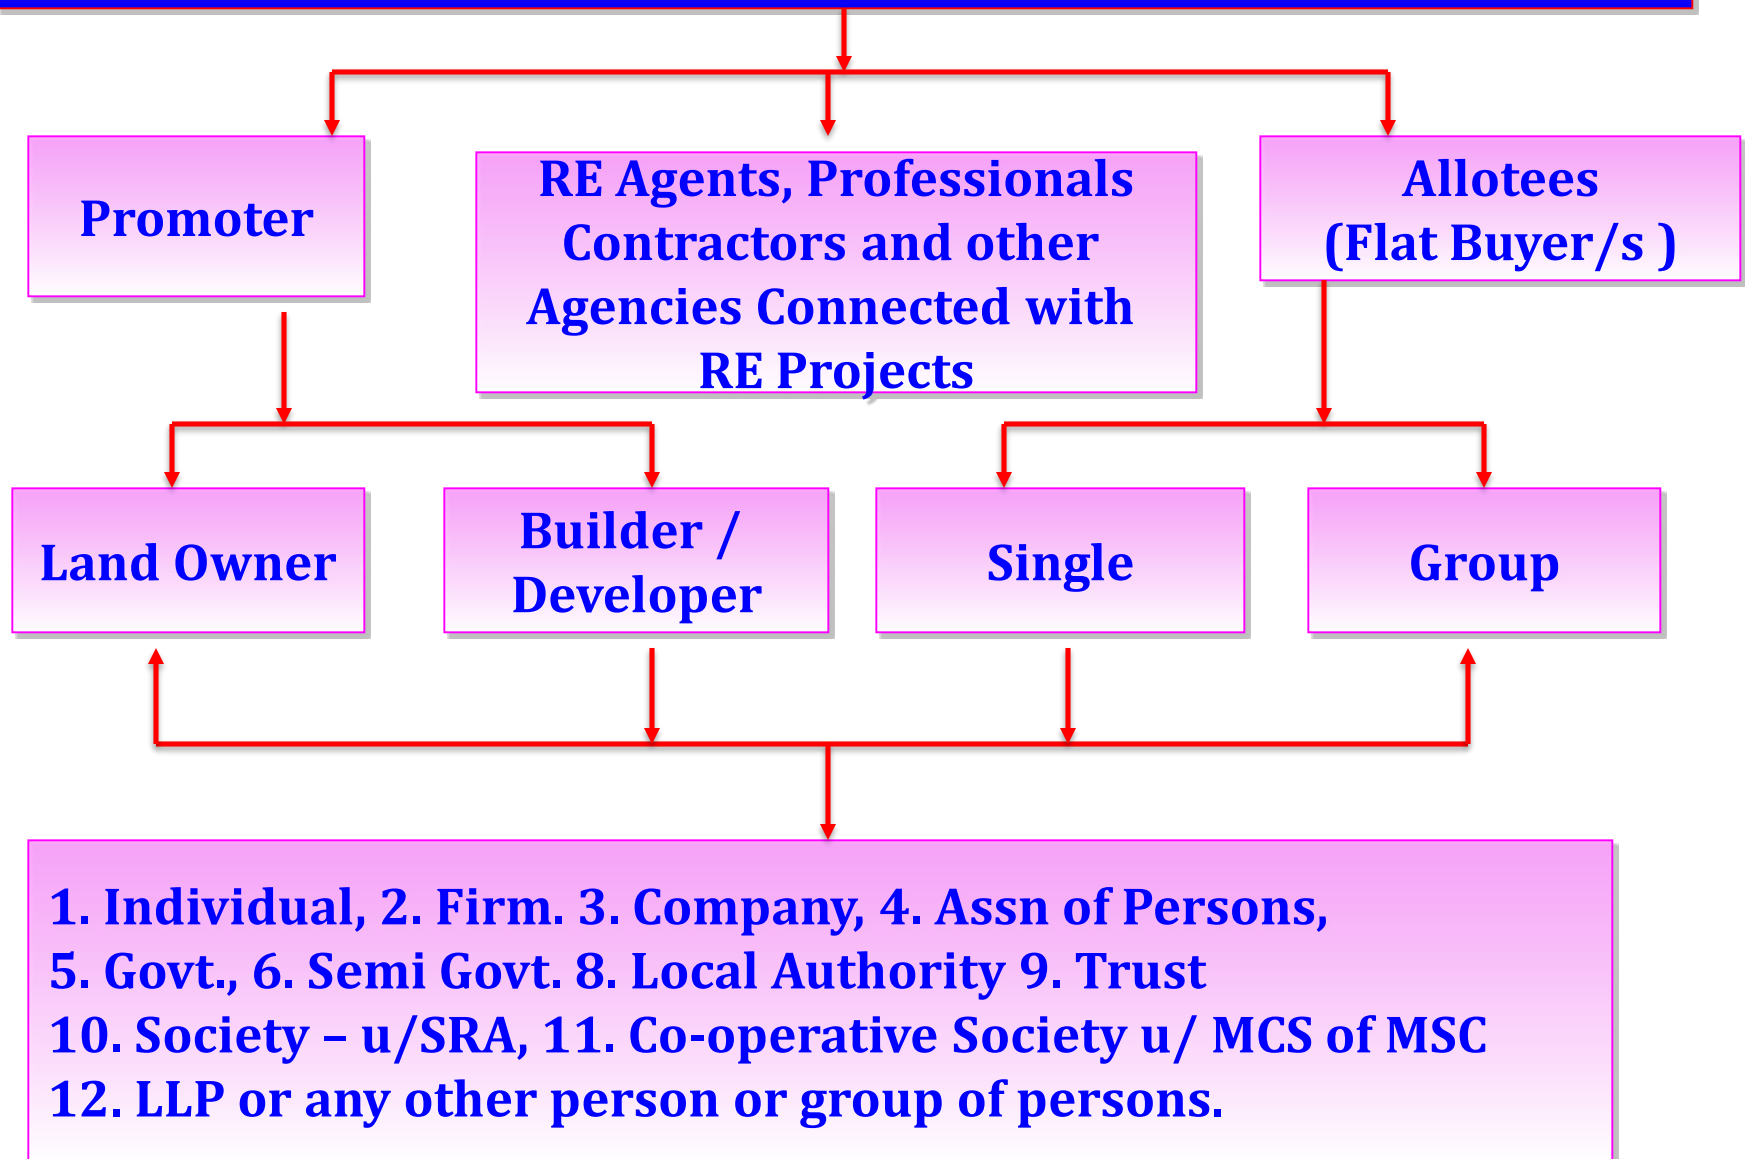 Promoter
RE Agents, Professionals
Contractors and other
Agencies Connected with
RE Projects
Allotees
(Flat Buyer/s )
Land Owner
Builder /
Developer
Single
Group
1. Individual, 2. Firm. 3. Company, 4. Assn of Persons,
5. Govt., 6. Semi Govt. 8. Local Authority 9. Trust
10. Society – u/SRA, 11. Co-operative Society u/ MCS of MSC
12. LLP or any other person or group of persons.